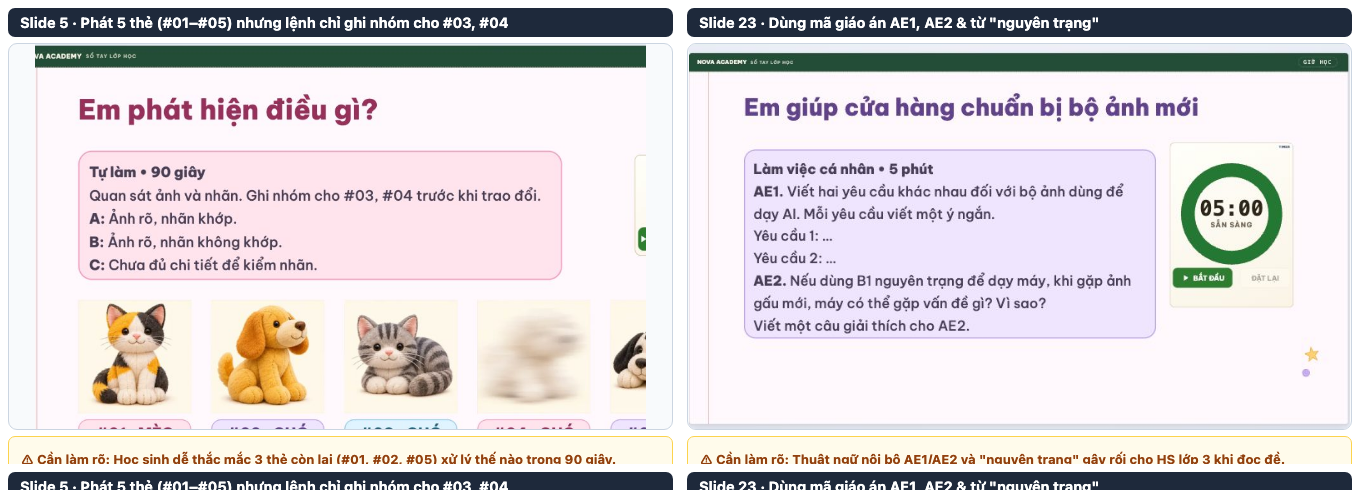 Slide 5 · Phát 5 thẻ (#01–#05) nhưng lệnh chỉ ghi nhóm cho #03, #04
NOVA ACADEMY SỔ TAY LỚP HỌC
Em phát hiện điều gì?
Tự làm • 90 giây
Quan sát ảnh và nhãn. Ghi nhóm cho #03, #04 trước khi trao đổi.
A: Ảnh rõ, nhãn khớp.
B: Ảnh rõ, nhãn không khớp.
C: Chưa đủ chi tiết để kiểm nhãn.
⚠ Cần làm rõ: Học sinh dễ thắc mắc 3 thẻ còn lại (#01, #02, #05) xử lý thế nào trong 90 giây.
Slide 5 · Phát 5 thẻ (#01–#05) nhưng lệnh chỉ ghi nhóm cho #03, #04
Slide 23 · Dùng mã giáo án AE1, AE2 & từ "nguyên trạng"
NOVA ACADEMY SỔ TAY LỚP HỌC
GIỜ HỌC
Em giúp cửa hàng chuẩn bị bộ ảnh mới
Làm việc cá nhân • 5 phút
AE1. Viết hai yêu cầu khác nhau đối với bộ ảnh dùng để
dạy AI. Mỗi yêu cầu viết một ý ngắn.
Yêu cầu 1: ...
Yêu cầu 2: ...
AE2. Nếu dùng B1 nguyên trạng để dạy máy, khi gặp ảnh
gấu mới, máy có thể gặp vấn đề gì? Vì sao?
Viết một câu giải thích cho AE2.
05:00
SẴN SÀNG
▶ BẮT ĐẦU
ĐẶT LẠI
⚠ Cần làm rõ: Thuật ngữ nội bộ AE1/AE2 và "nguyên trạng" gây rối cho HS lớp 3 khi đọc đề.
Slide 23 · Dùng mã giáo án AE1, AE2 & từ "nguyên trạng"